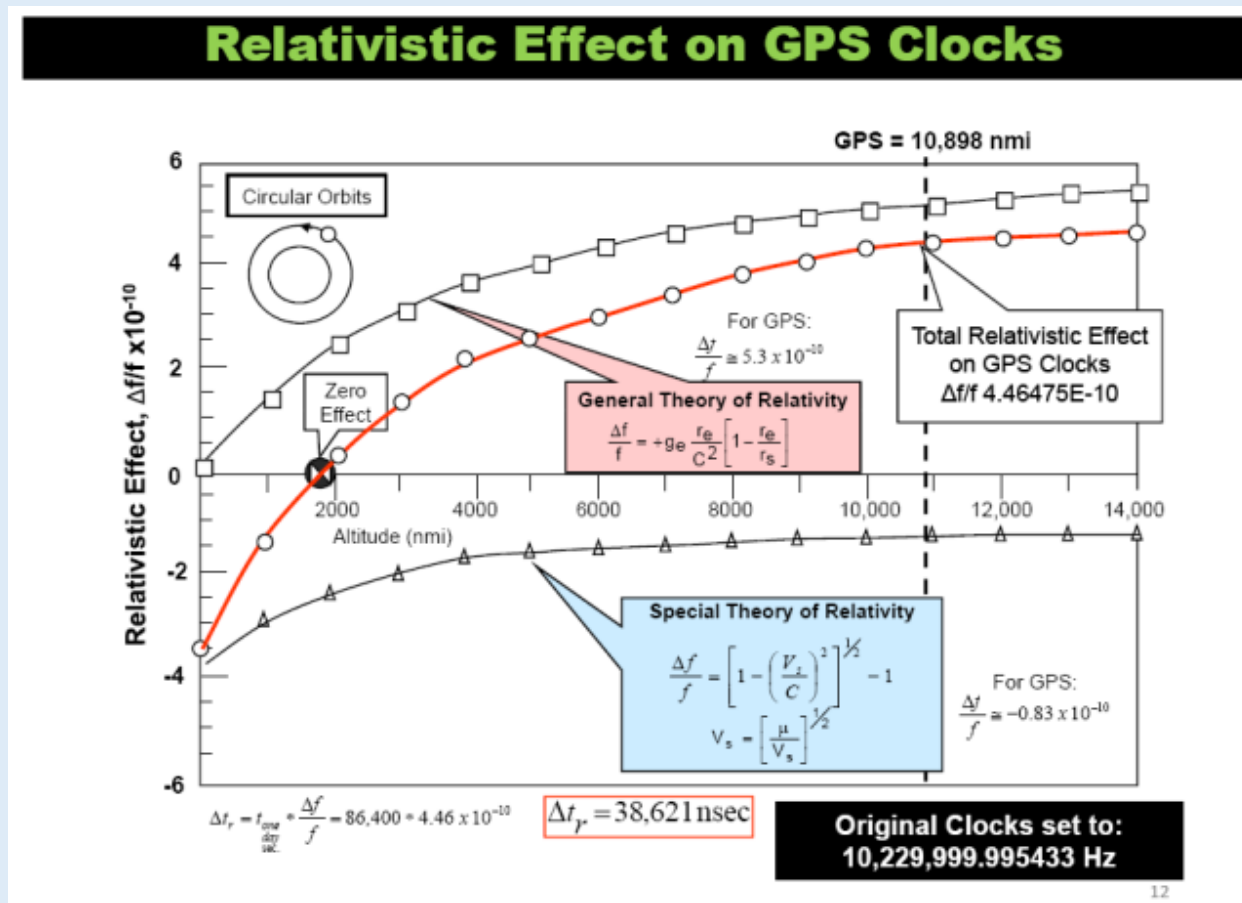 Relativistic Effect on GPS Clocks
GPS = 10,898 nmi
6
4
2
0
-2
-4
-6
Relativistic Effect, Δf/f x10⁻¹⁰
Circular Orbits
Zero
Effect
For GPS:
Δf/f ≅ 5.3 x 10⁻¹⁰
General Theory of Relativity
Δf/f = +gₑ rₑ/C² [1 - rₑ/rₛ]
Total Relativistic Effect
on GPS Clocks
Δf/f 4.46475E-10
2000 4000 6000 8000 10,000 12,000 14,000
Altitude (nmi)
Special Theory of Relativity
Δf/f = [1 - (Vₛ/C)²]^½ - 1
Vₛ = [μ/Vₛ]^½
For GPS:
Δf/f ≅ -0.83 x 10⁻¹⁰
Δtᵣ = t one day sec. * Δf/f = 86,400 * 4.46 x 10⁻¹⁰
Δtᵣ = 38,621 nsec
Original Clocks set to:
10,229,999.995433 Hz
12